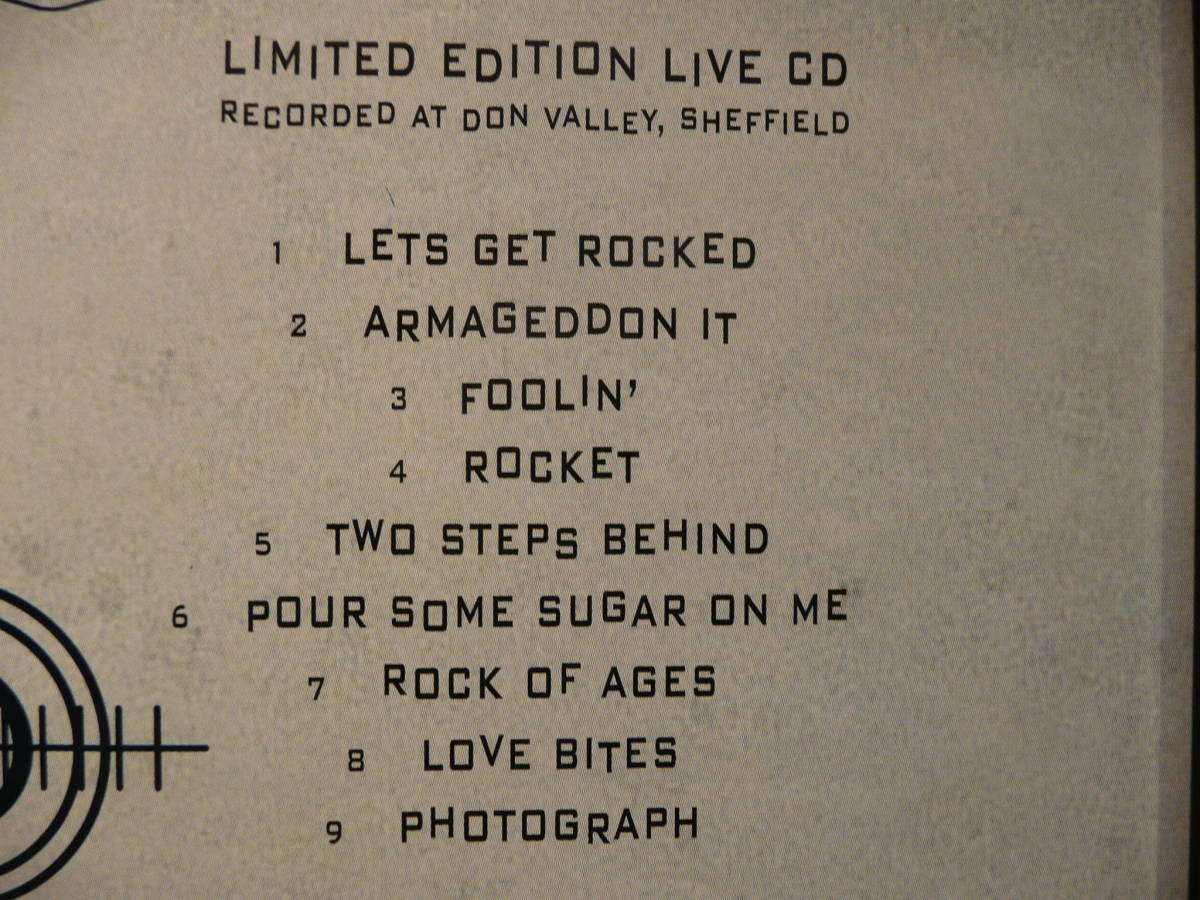 LIMITED EDITION LIVE CD
RECORDED AT DON VALLEY, SHEFFIELD
1 LETS GET ROCKED
2 ARMAGEDDON IT
3 FOOLIN'
4 ROCKET
5 TWO STEPS BEHIND
6 POUR SOME SUGAR ON ME
7 ROCK OF AGES
8 LOVE BITES
9 PHOTOGRAPH